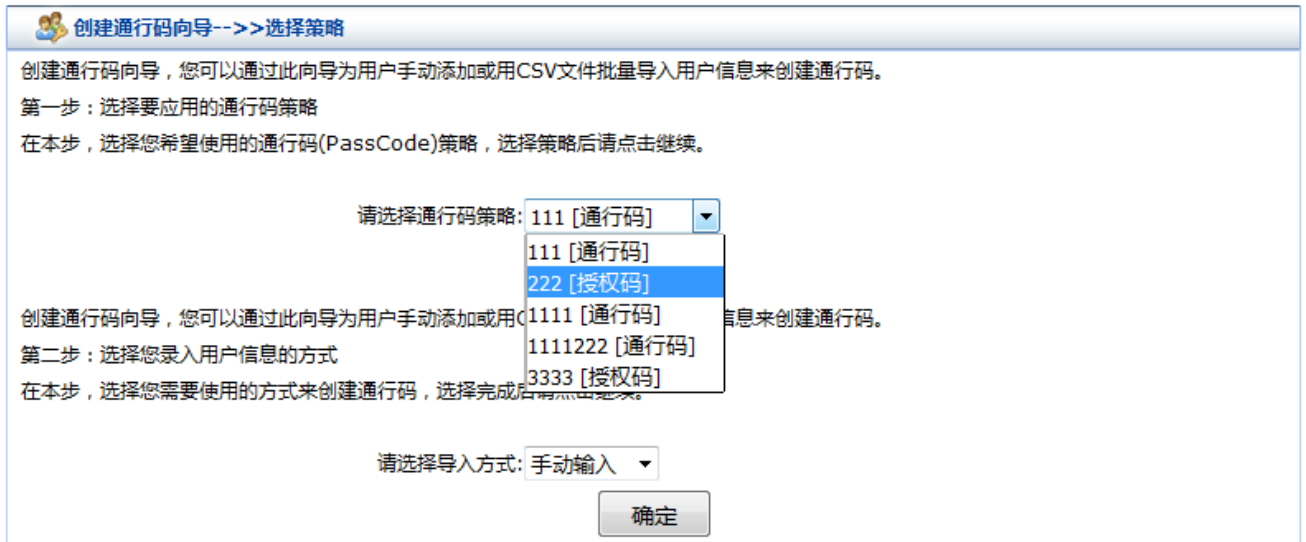 创建通行码向导-->>选择策略
创建通行码向导，您可以通过此向导为用户手动添加或用CSV文件批量导入用户信息来创建通行码。
第一步：选择要应用的通行码策略
在本步，选择您希望使用的通行码(PassCode)策略，选择策略后请点击继续。
请选择通行码策略: 111 [通行码]
111 [通行码]
222 [授权码]
1111 [通行码]
1111222 [通行码]
3333 [授权码]
创建通行码向导，您可以通过此向导为用户手动添加或用 信息来创建通行码。
第二步：选择您录入用户信息的方式
在本步，选择您需要使用的方式来创建通行码，选择完成后请点击继续。
请选择导入方式: 手动输入
确定